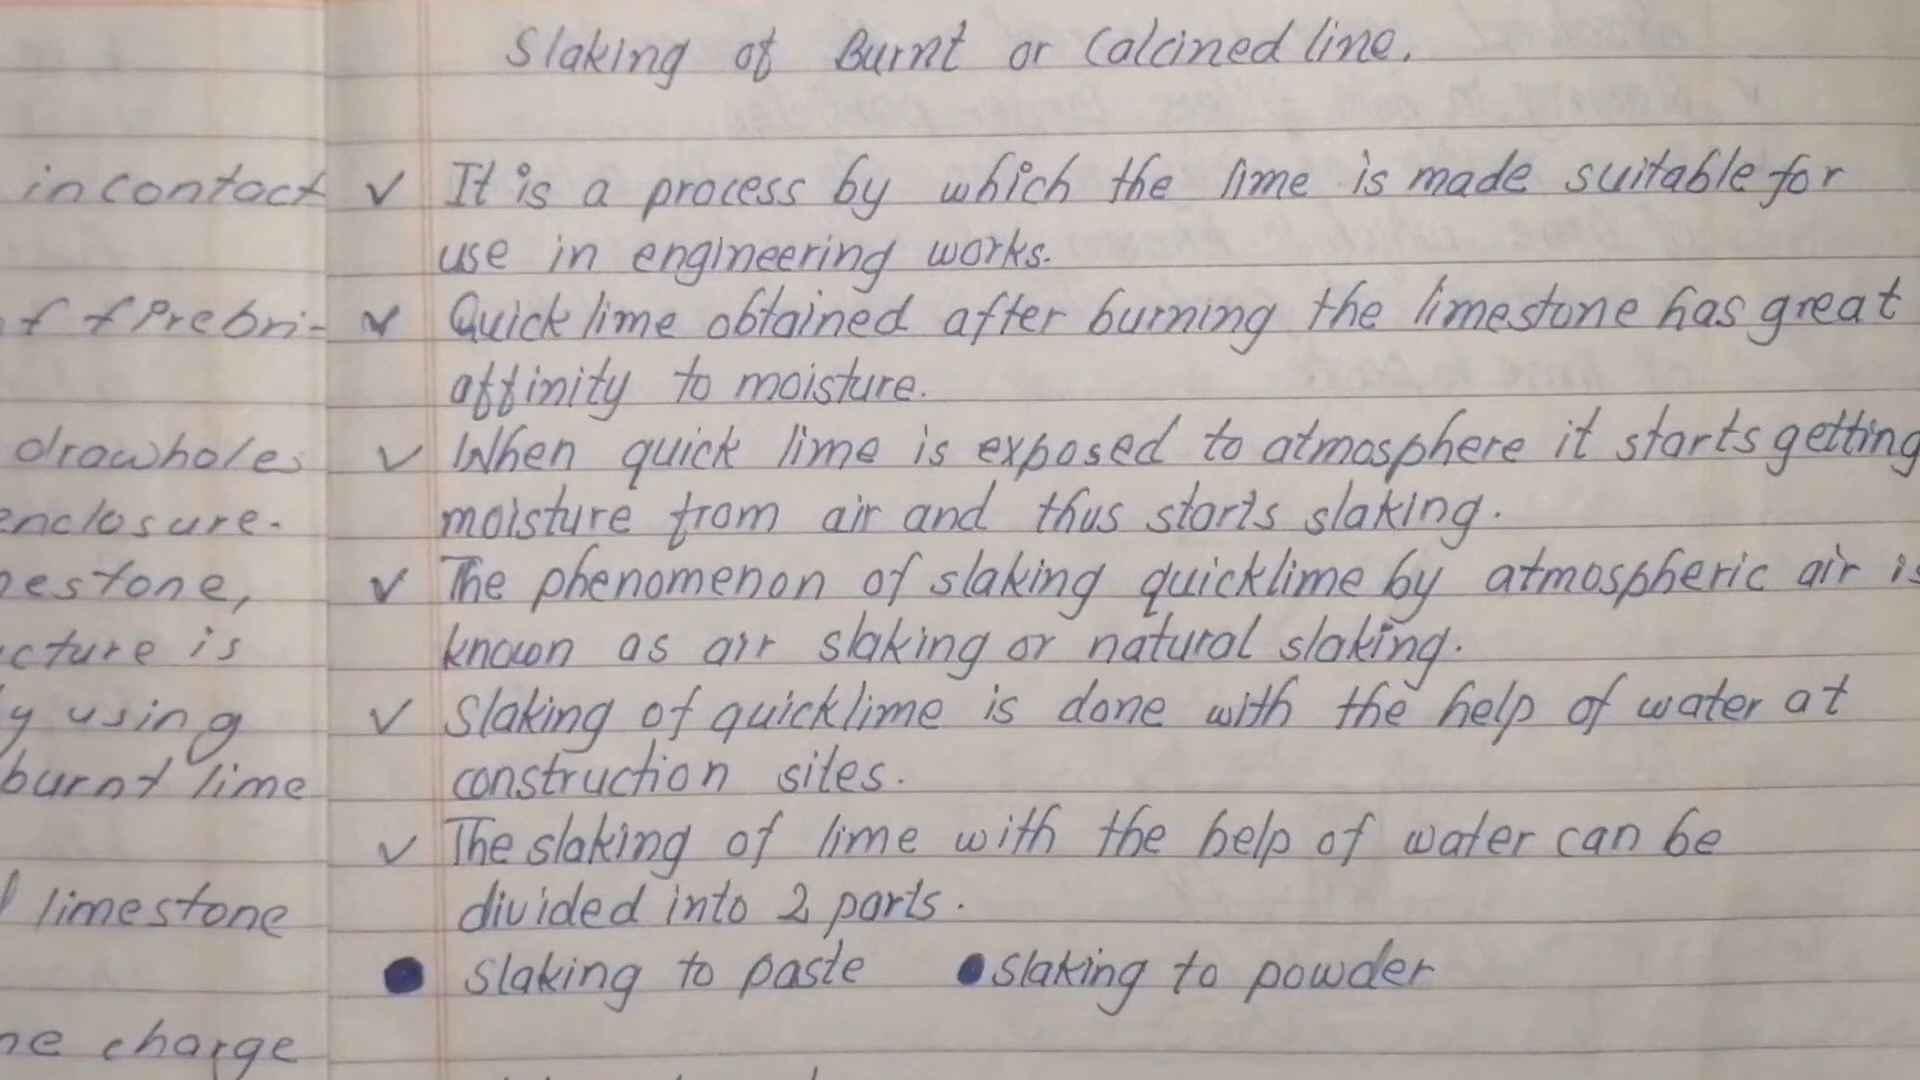 Slaking of Burnt or Calcined line.
✓ It is a process by which the lime is made suitable for
use in engineering works.
✓ Quick lime obtained after burning the limestone has great
affinity to moisture.
✓ When quick lime is exposed to atmosphere it starts getting
moisture from air and thus starts slaking.
✓ The phenomenon of slaking quicklime by atmospheric air is
known as air slaking or natural slaking.
✓ Slaking of quicklime is done with the help of water at
construction sites.
✓ The slaking of lime with the help of water can be
divided into 2 parts.
● slaking to paste ● slaking to powder
in contact
drawholes
enclosure.
is
using
burnt lime
limestone
charge